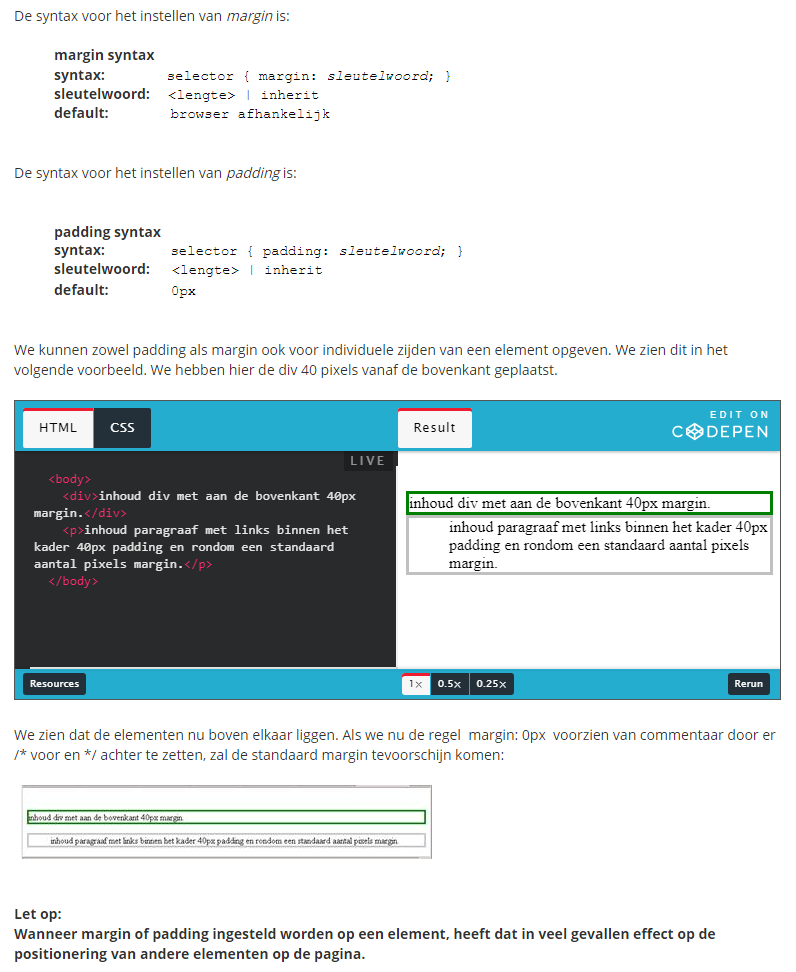 De syntax voor het instellen van margin is:
margin syntax
syntax: selector { margin: sleutelwoord; }
sleutelwoord: <lengte> | inherit
default: browser afhankelijk
De syntax voor het instellen van padding is:
padding syntax
syntax: selector { padding: sleutelwoord; }
sleutelwoord: <lengte> | inherit
default: 0px
We kunnen zowel padding als margin ook voor individuele zijden van een element opgeven. We zien dit in het
volgende voorbeeld. We hebben hier de div 40 pixels vanaf de bovenkant geplaatst.
HTML CSS Result EDIT ON
CODEPEN
LIVE
<body>
<div>inhoud div met aan de bovenkant 40px
margin.</div>
<p>inhoud paragraaf met links binnen het
kader 40px padding en rondom een standaard
aantal pixels margin.</p>
</body>
inhoud div met aan de bovenkant 40px margin.
inhoud paragraaf met links binnen het kader 40px
padding en rondom een standaard aantal pixels
margin.
Resources 1x 0.5x 0.25x Rerun
We zien dat de elementen nu boven elkaar liggen. Als we nu de regel margin: 0px voorzien van commentaar door er
/* voor en */ achter te zetten, zal de standaard margin tevoorschijn komen:
inhoud div met aan de bovenkant 40px margin.
inhoud paragraaf met links binnen het kader 40px padding en rondom een standaard aantal pixels margin.
Let op:
Wanneer margin of padding ingesteld worden op een element, heeft dat in veel gevallen effect op de
positionering van andere elementen op de pagina.